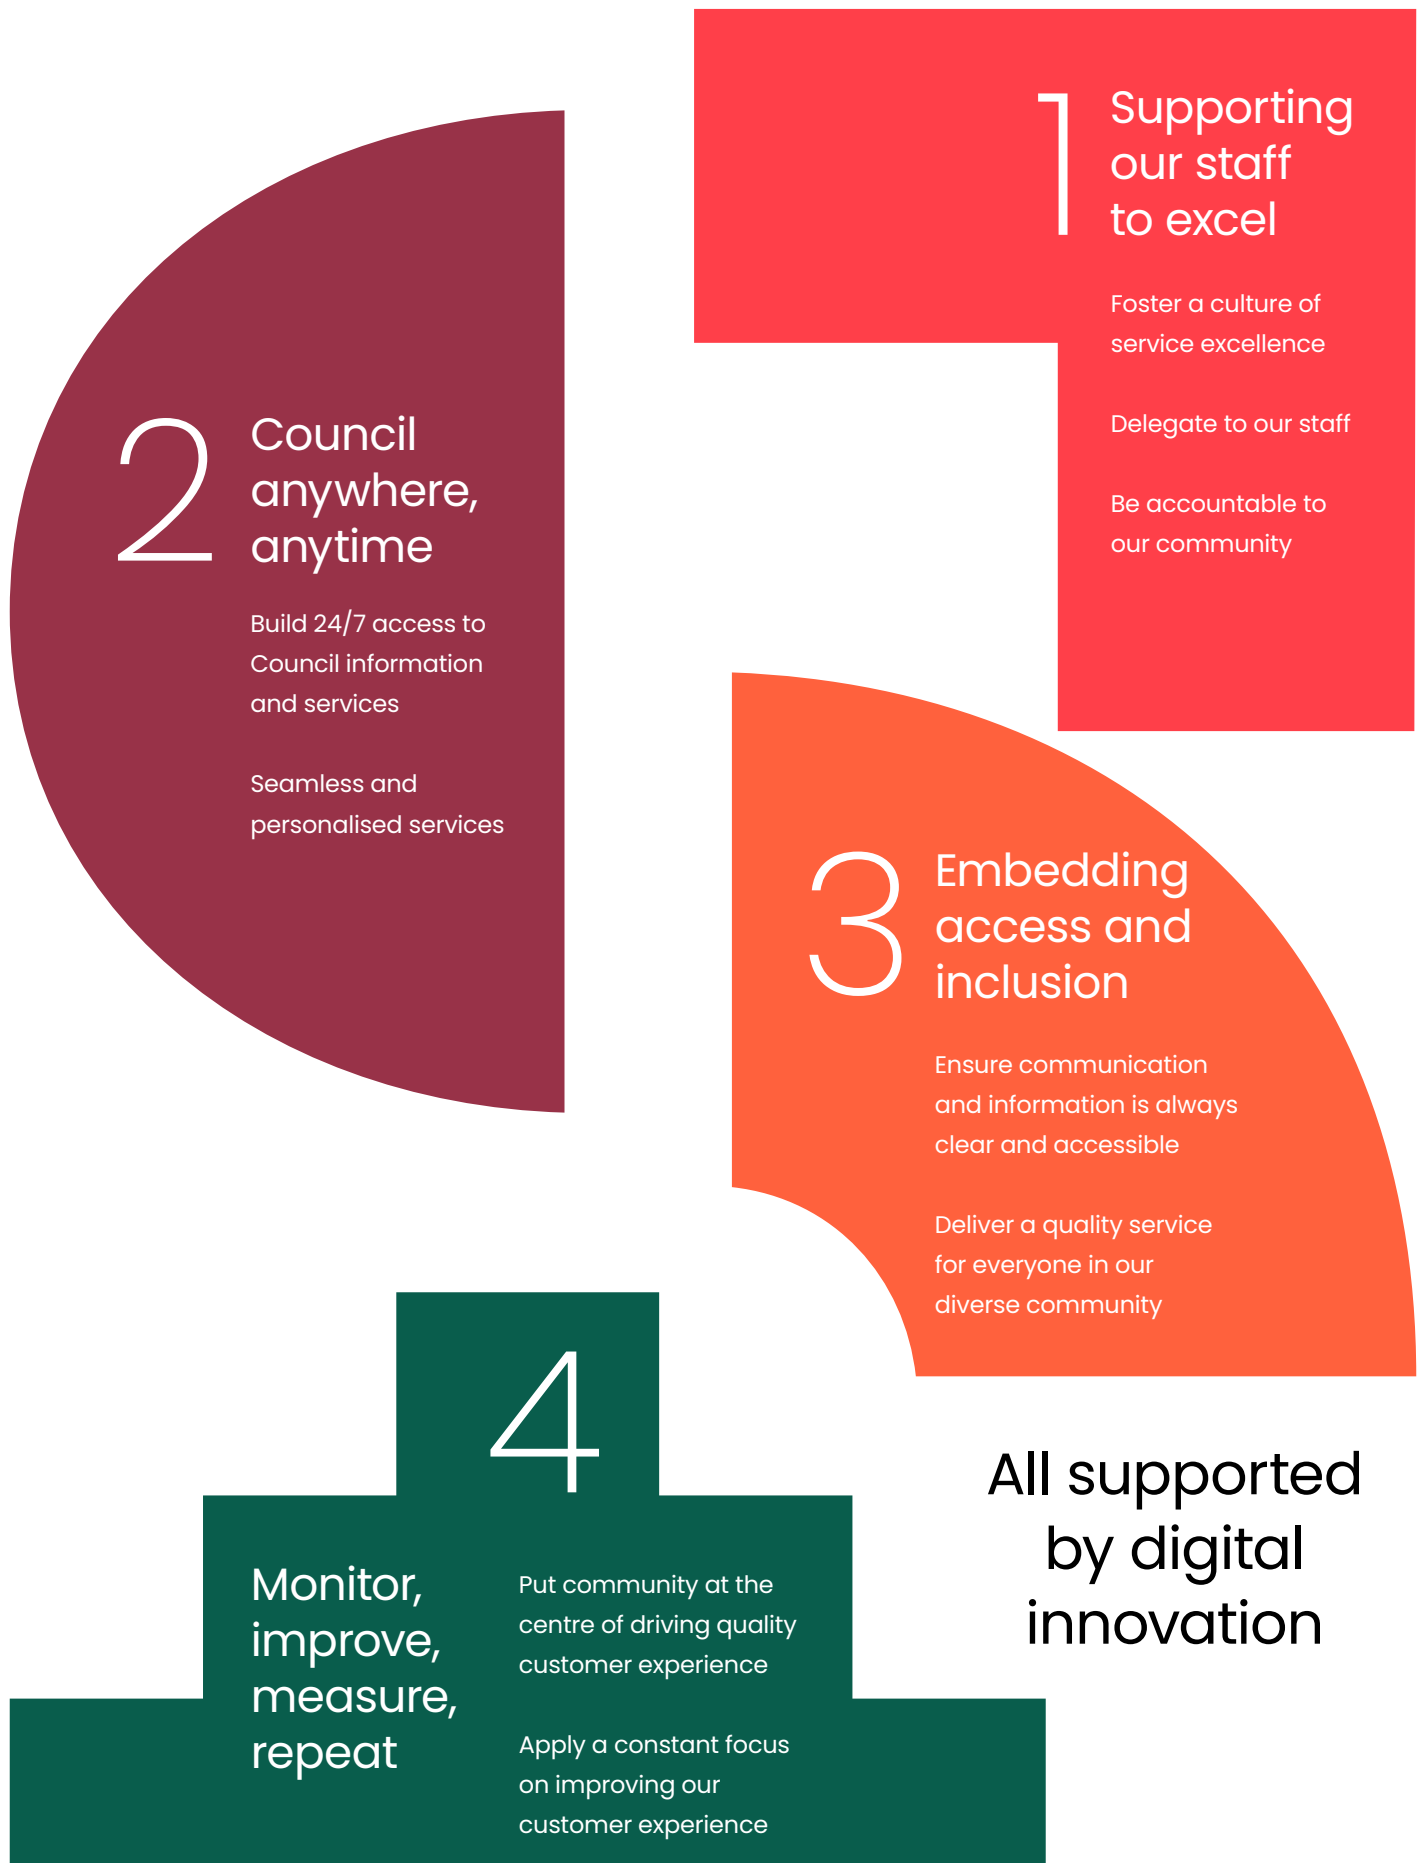 1
Supporting
our staff
to excel
Foster a culture of
service excellence
Delegate to our staff
Be accountable to
our community
2
Council
anywhere,
anytime
Build 24/7 access to
Council information
and services
Seamless and
personalised services
3
Embedding
access and
inclusion
Ensure communication
and information is always
clear and accessible
Deliver a quality service
for everyone in our
diverse community
4
Monitor,
improve,
measure,
repeat
Put community at the
centre of driving quality
customer experience
Apply a constant focus
on improving our
customer experience
All supported
by digital
innovation